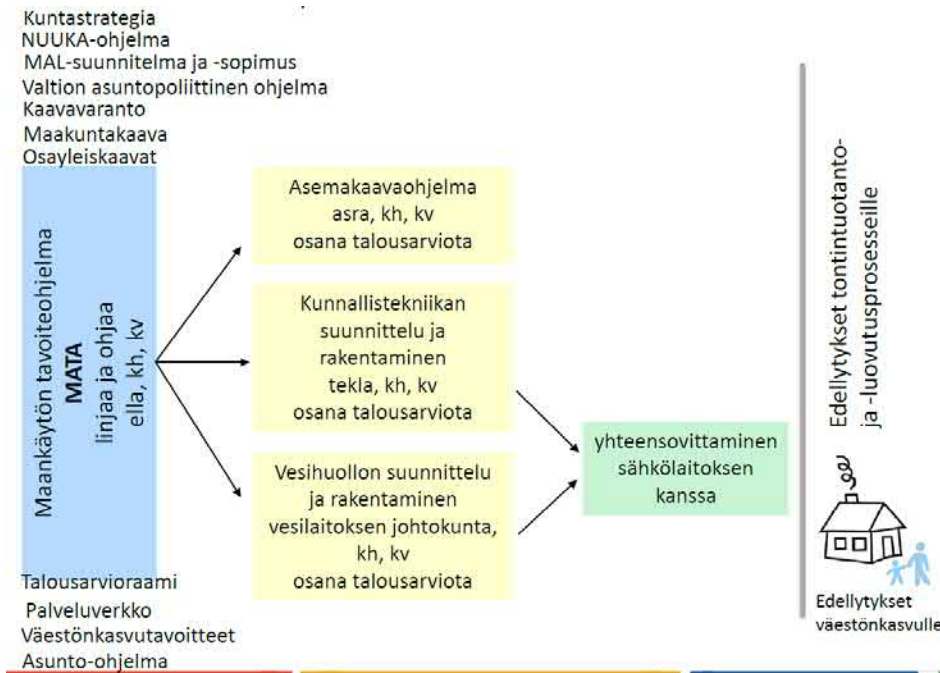 Kuntastrategia
NUUKA-ohjelma
MAL-suunnitelma ja -sopimus
Valtion asuntopoliittinen ohjelma
Kaavavaranto
Maakuntakaava
Osayleiskaavat
Maankäytön tavoiteohjelma
MATA
linjaa ja ohjaa
ella, kh, kv
Talousarvioraami
Palveluverkko
Väestönkasvutavoitteet
Asunto-ohjelma
Asemakaavaohjelma
asra, kh, kv
osana talousarviota
Kunnallistekniikan
suunnittelu ja
rakentaminen
tekla, kh, kv
osana talousarviota
Vesihuollon suunnittelu
ja rakentaminen
vesilaitoksen johtokunta,
kh, kv
osana talousarviota
yhteensovittaminen
sähkölaitoksen
kanssa
Edellytykset tontintuotanto-
ja -luovutusprosesseille
Edellytykset
väestönkasvulle